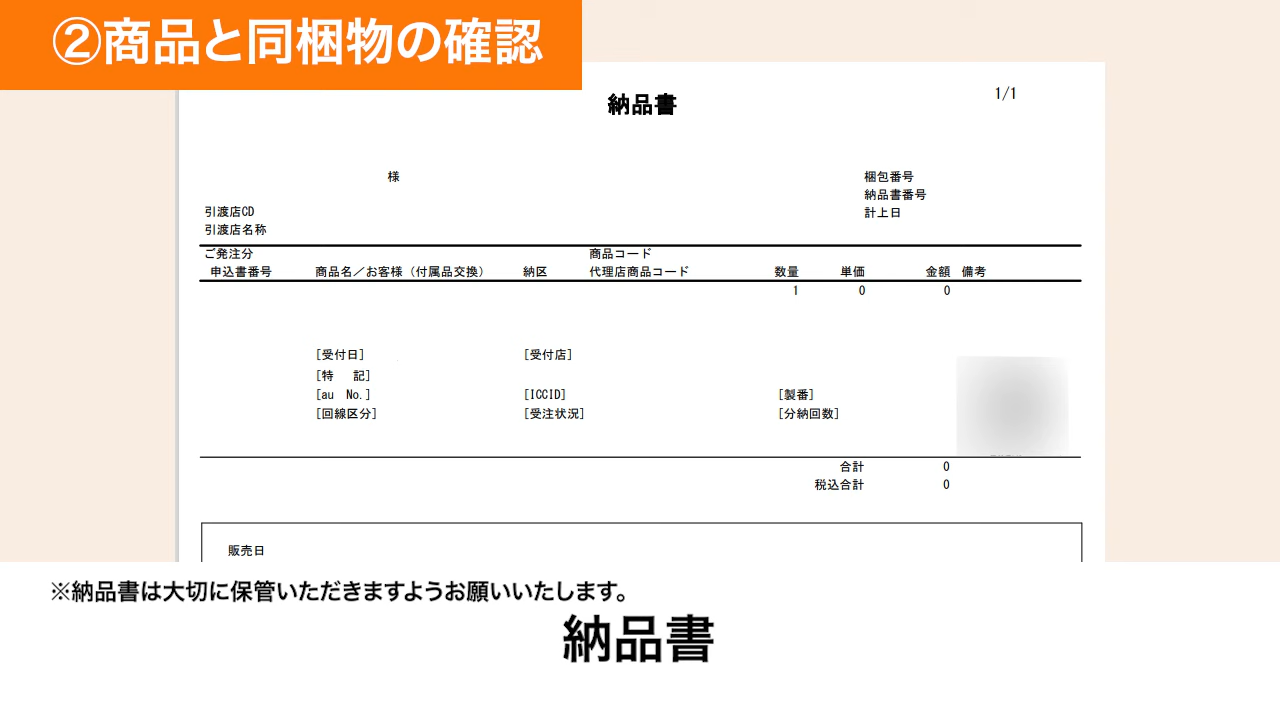 ②商品と同梱物の確認
納品書
1/1
様
梱包番号
納品書番号
計上日
引渡店CD
引渡店名称
ご発注分 商品コード
申込書番号 商品名／お客様（付属品交換） 納区 代理店商品コード 数量 単価 金額 備考
1 0 0
[受付日] [受付店]
[特　記]
[au　No.] [ICCID] [製番]
[回線区分] [受注状況] [分納回数]
合計 0
税込合計 0
販売日
※納品書は大切に保管いただきますようお願いいたします。
納品書